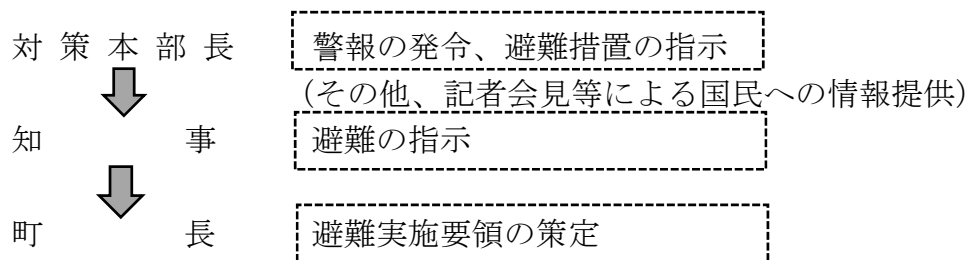 対策本部長 警報の発令、避難措置の指示
(その他、記者会見等による国民への情報提供)
知事 避難の指示
町長 避難実施要領の策定